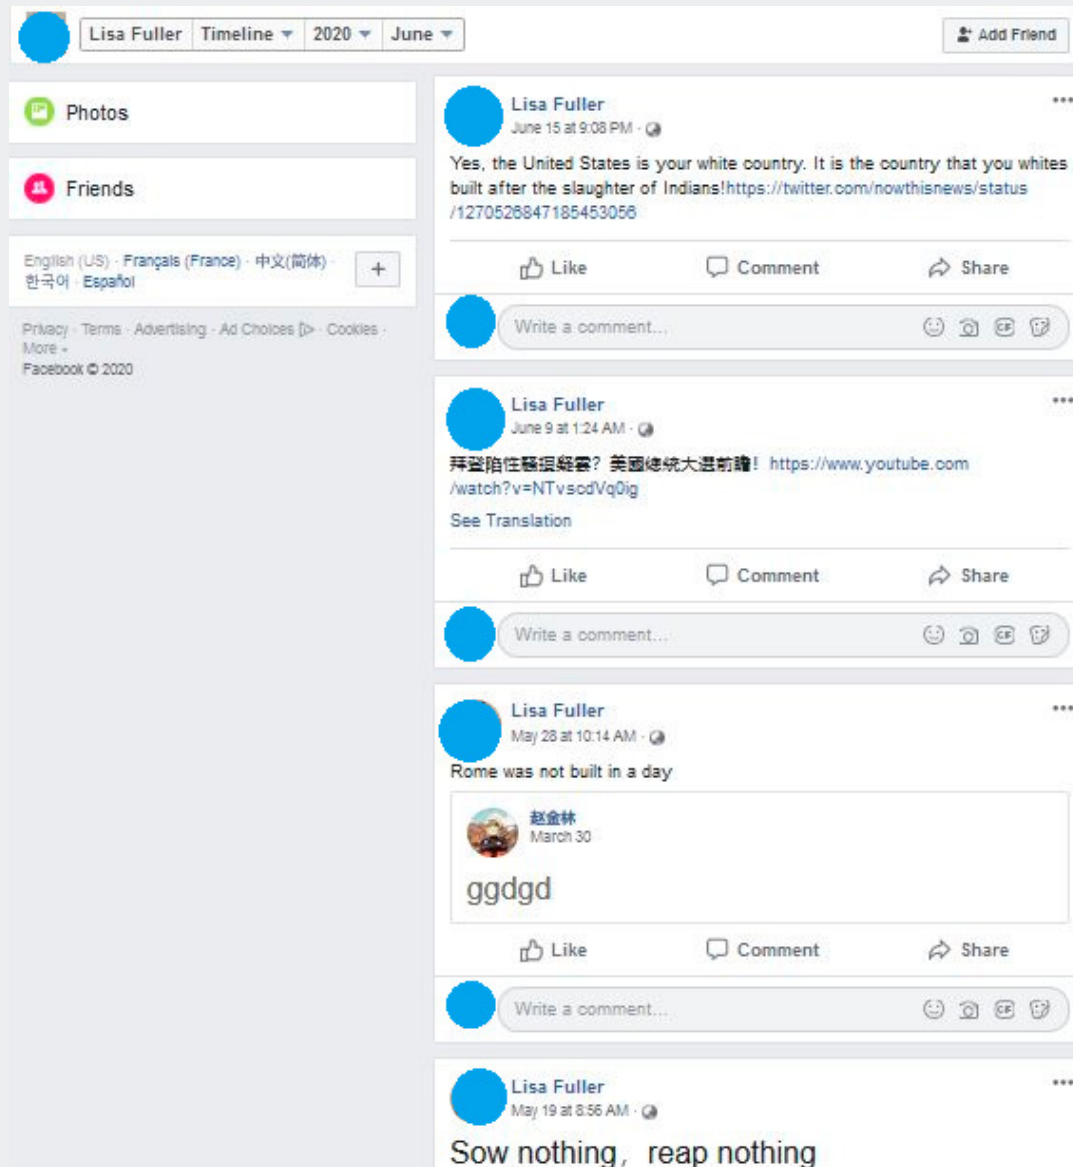 Lisa Fuller Timeline 2020 June
Add Friend
Photos
Friends
English (US) · Français (France) · 中文(简体) ·
한국어 · Español
+
Privacy · Terms · Advertising · Ad Choices · Cookies ·
More
Facebook © 2020
Lisa Fuller
June 15 at 9:08 PM ·
Yes, the United States is your white country. It is the country that you whites
built after the slaughter of Indians!https://twitter.com/nowthisnews/status
/1270526847185453056
Like Comment Share
Write a comment...
Lisa Fuller
June 9 at 1:24 AM ·
拜登陷性騷擾疑雲？美國總統大選前瞻！https://www.youtube.com
/watch?v=NTvscdVq0ig
See Translation
Like Comment Share
Write a comment...
Lisa Fuller
May 28 at 10:14 AM ·
Rome was not built in a day
赵金林
March 30
ggdgd
Like Comment Share
Write a comment...
Lisa Fuller
May 19 at 8:56 AM ·
Sow nothing，reap nothing